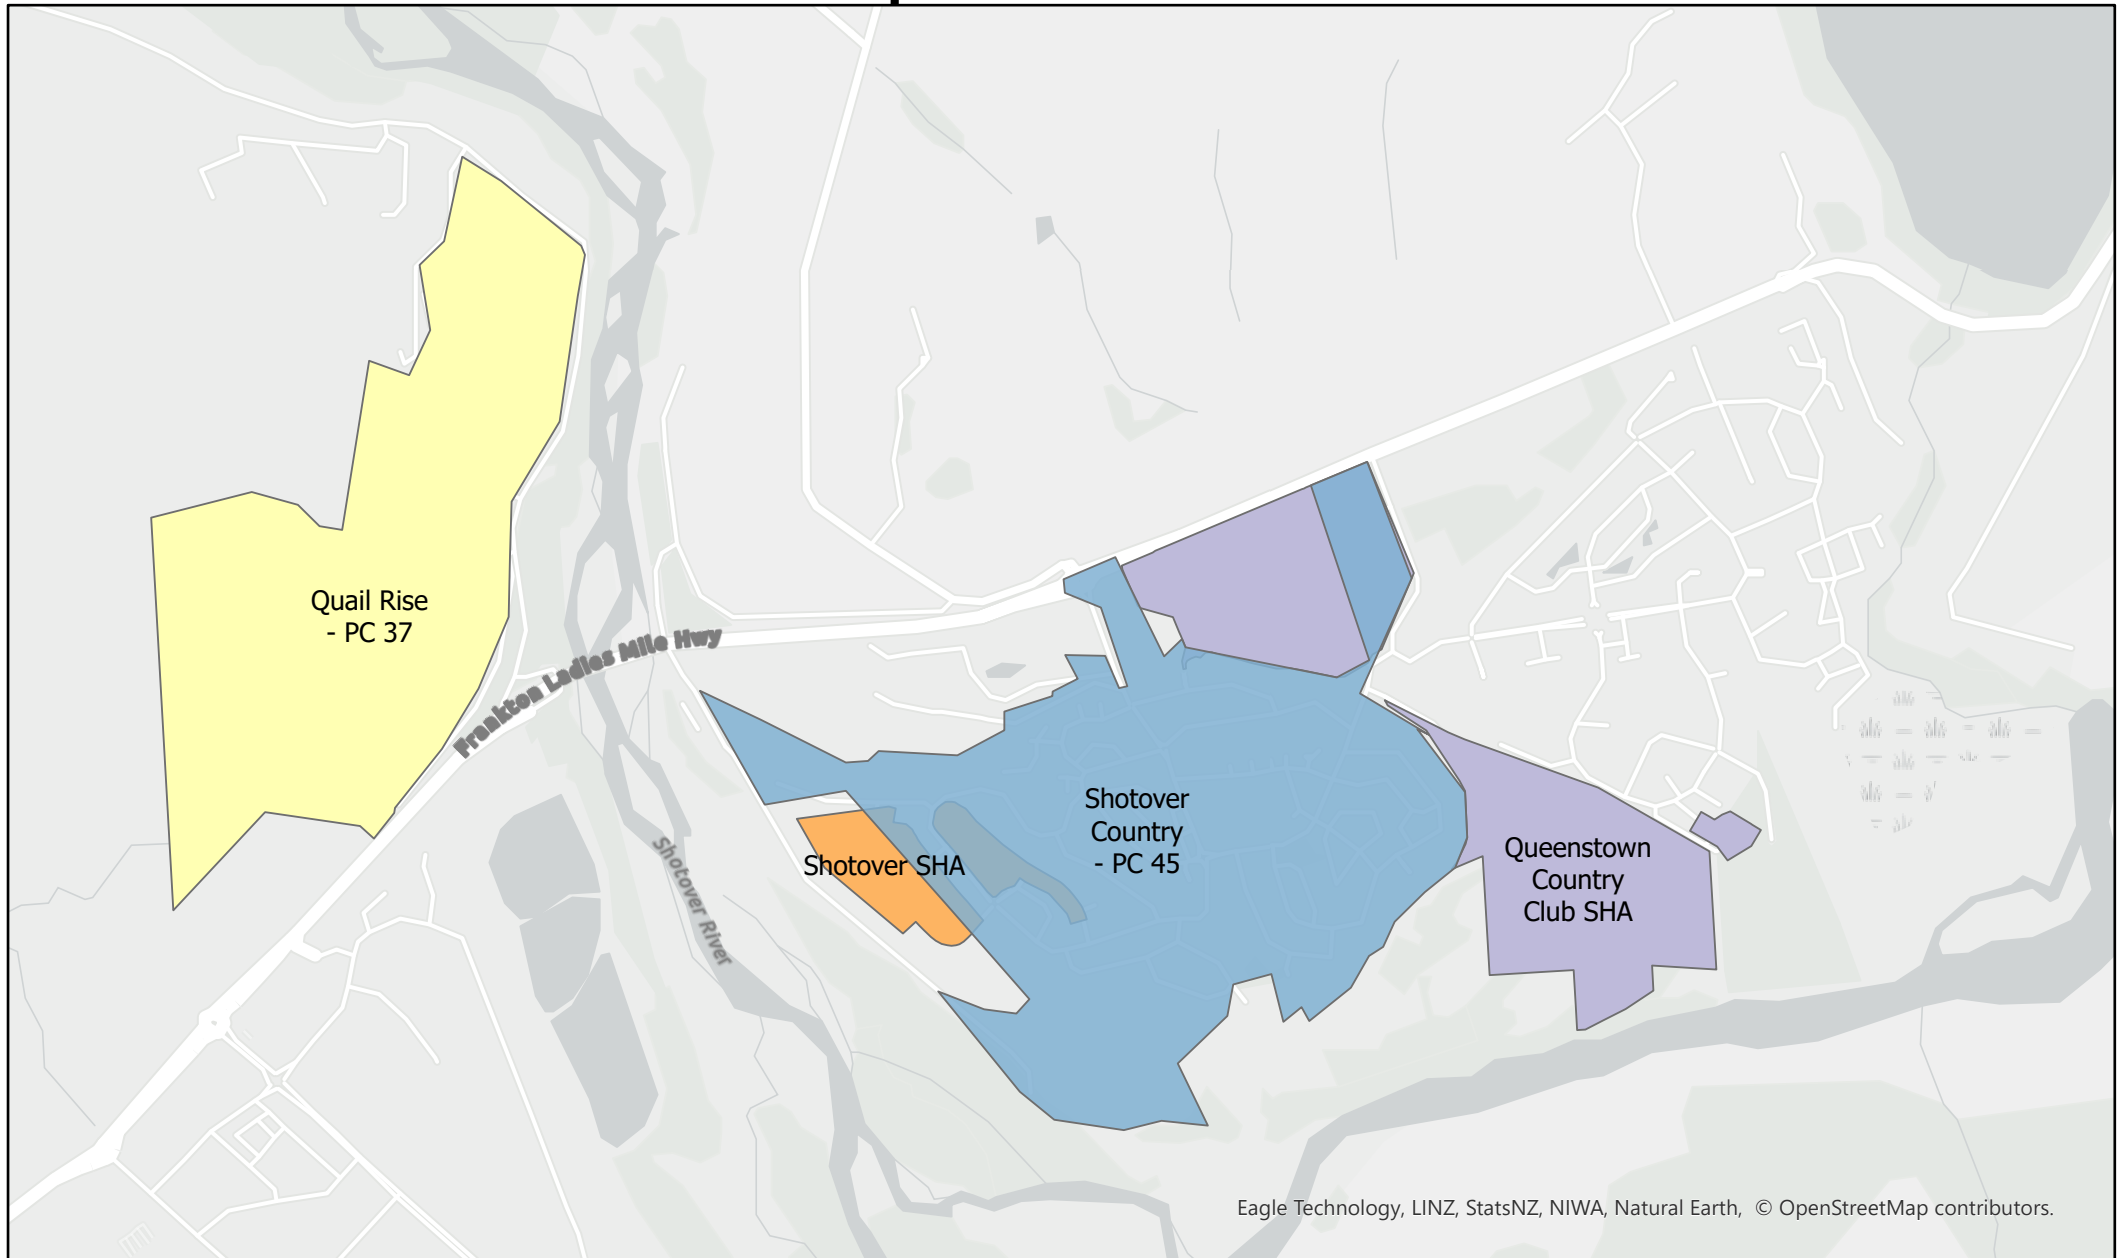 Quail Rise
- PC 37
Frankton Ladies Mile Hwy
Shotover
Country
- PC 45
Shotover SHA
Queenstown
Country
Club SHA
Shotover River
Eagle Technology, LINZ, StatsNZ, NIWA, Natural Earth, © OpenStreetMap contributors.